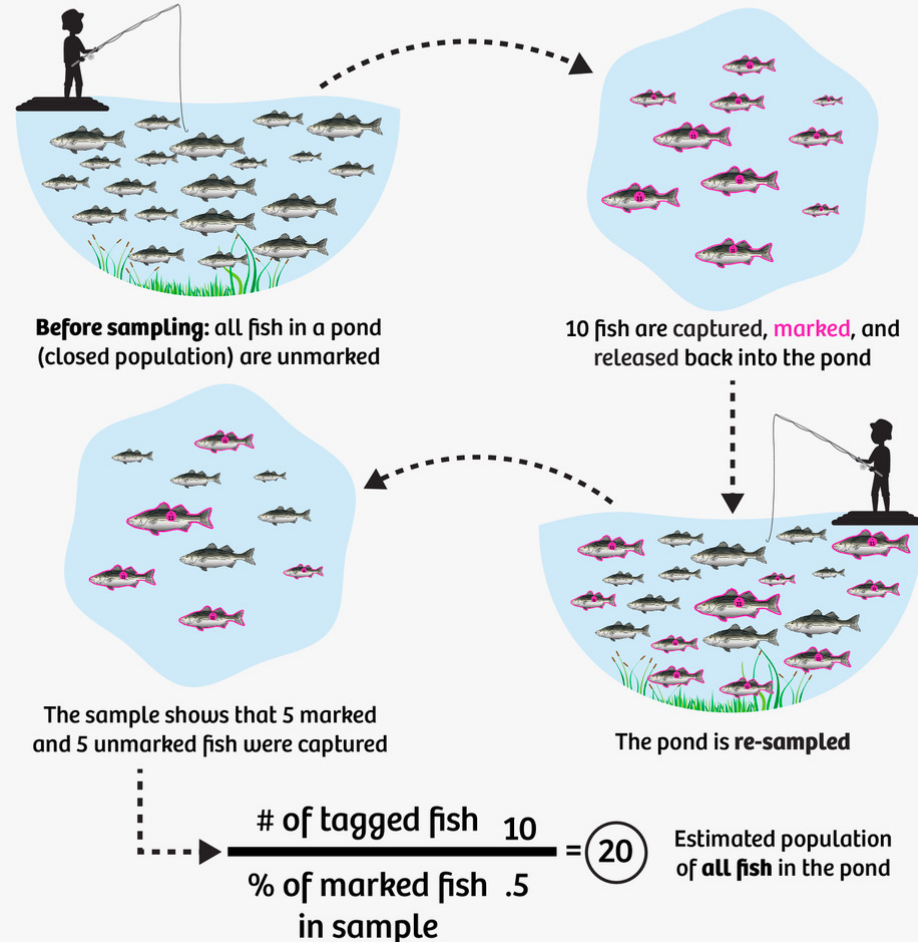 Before sampling: all fish in a pond
(closed population) are unmarked
10 fish are captured, marked, and
released back into the pond
The pond is re-sampled
The sample shows that 5 marked
and 5 unmarked fish were captured
# of tagged fish 10
% of marked fish .5
in sample
= 20
Estimated population
of all fish in the pond